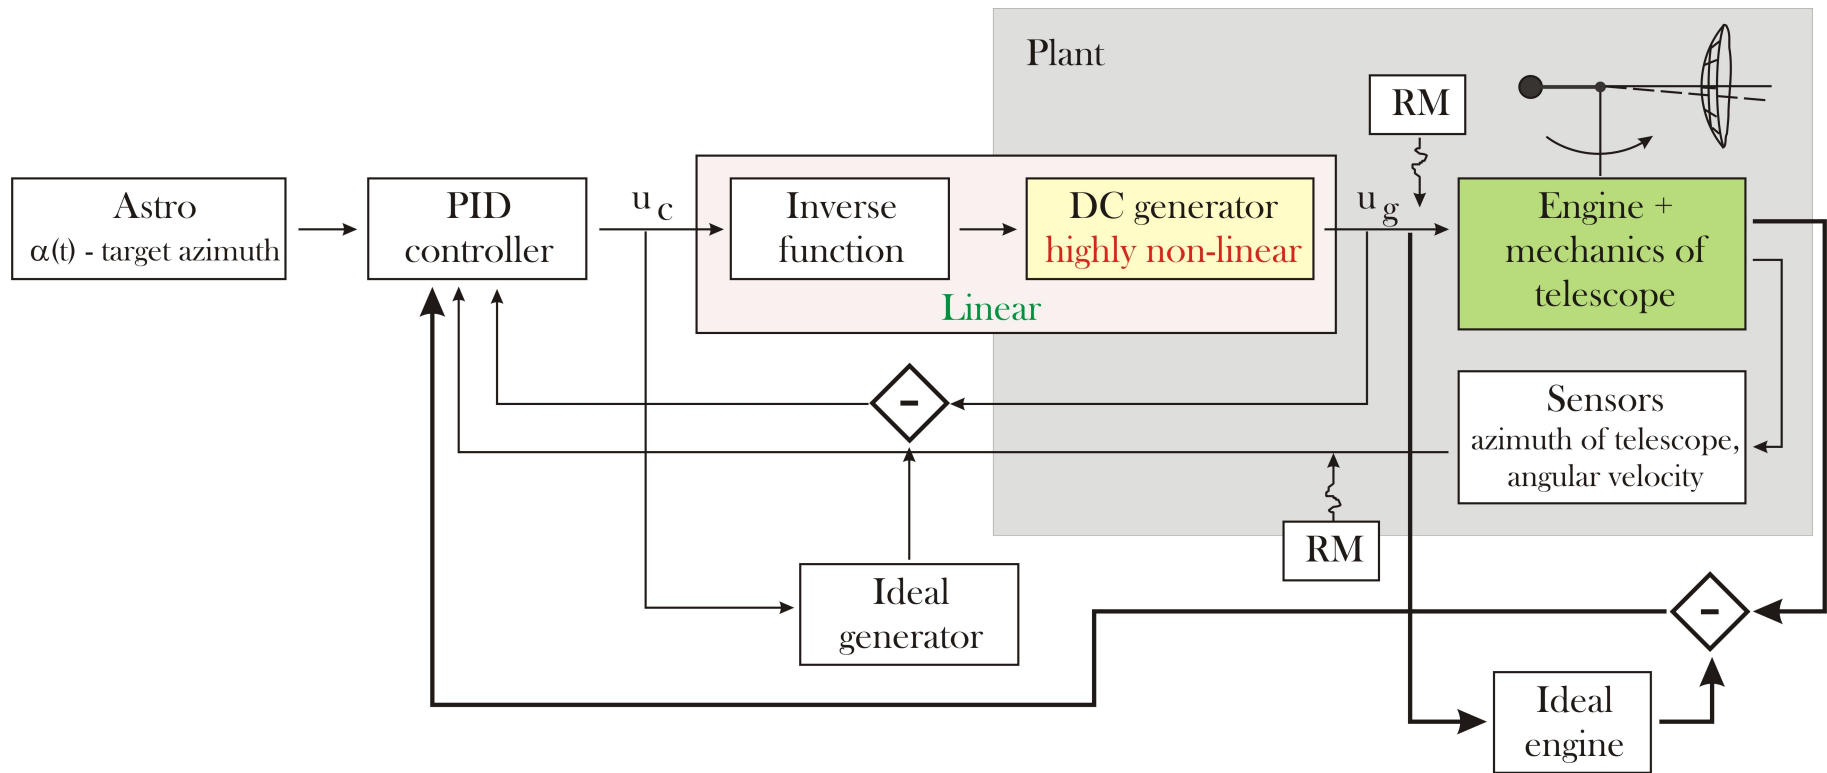 Plant
RM
Astro
α(t) - target azimuth
PID
controller
u c
Inverse
function
DC generator
highly non-linear
Linear
u g
Engine +
mechanics of
telescope
-
Sensors
azimuth of telescope,
angular velocity
RM
Ideal
generator
-
Ideal
engine